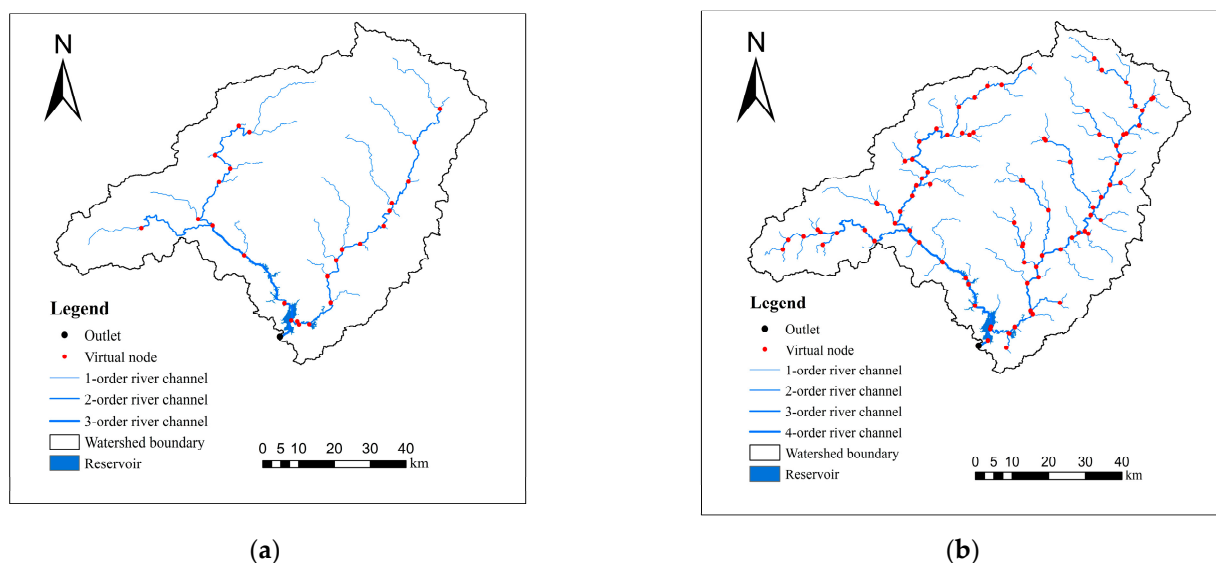 N
Legend
Outlet
Virtual node
1-order river channel
2-order river channel
3-order river channel
Watershed boundary
Reservoir
0 5 10 20 30 40
km
(a)
N
Legend
Outlet
Virtual node
1-order river channel
2-order river channel
3-order river channel
4-order river channel
Watershed boundary
Reservoir
0 5 10 20 30 40
km
(b)